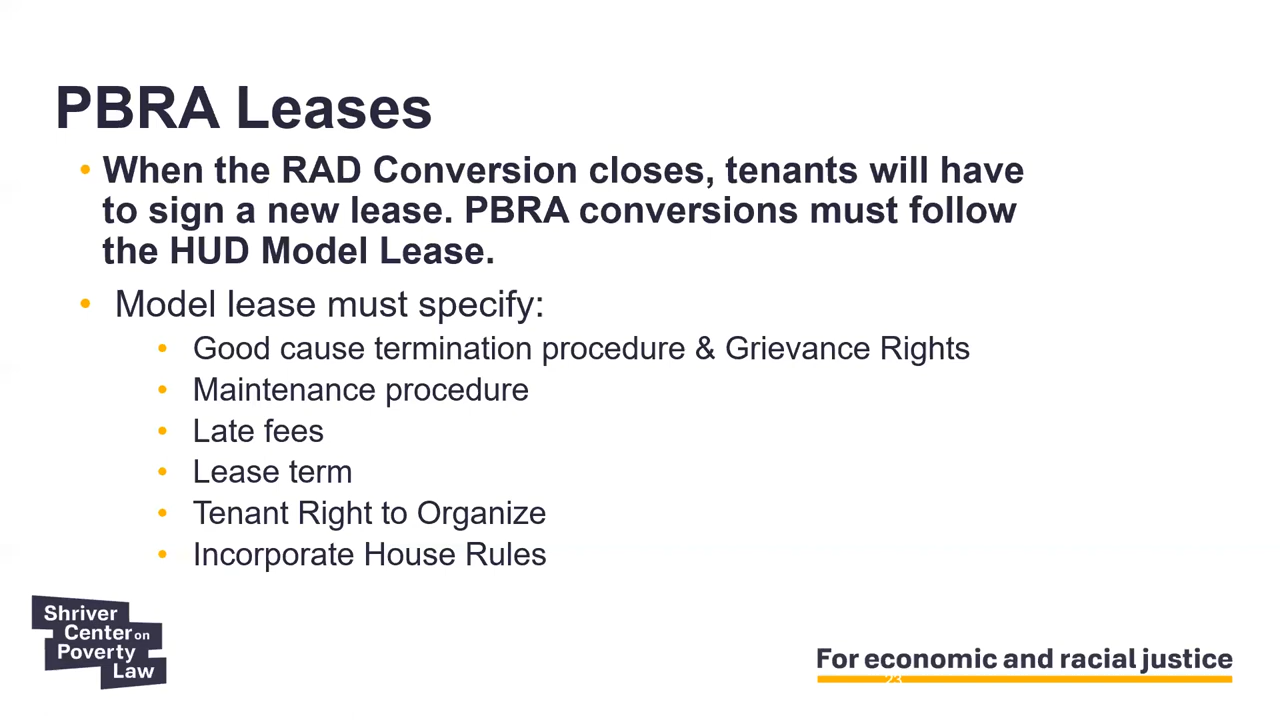 PBRA Leases
• When the RAD Conversion closes, tenants will have
to sign a new lease. PBRA conversions must follow
the HUD Model Lease.
• Model lease must specify:
• Good cause termination procedure & Grievance Rights
• Maintenance procedure
• Late fees
• Lease term
• Tenant Right to Organize
• Incorporate House Rules
Shriver
Center on
Poverty
Law
For economic and racial justice
23